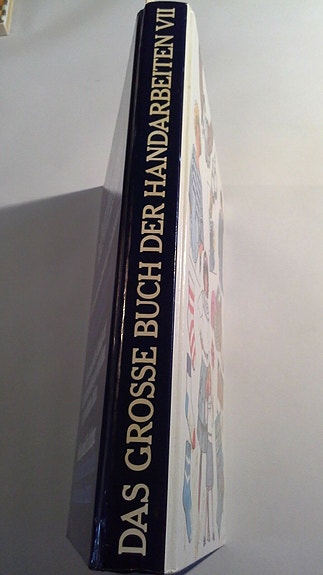 DAS GROSSE BUCH DER HANDARBEITEN VII